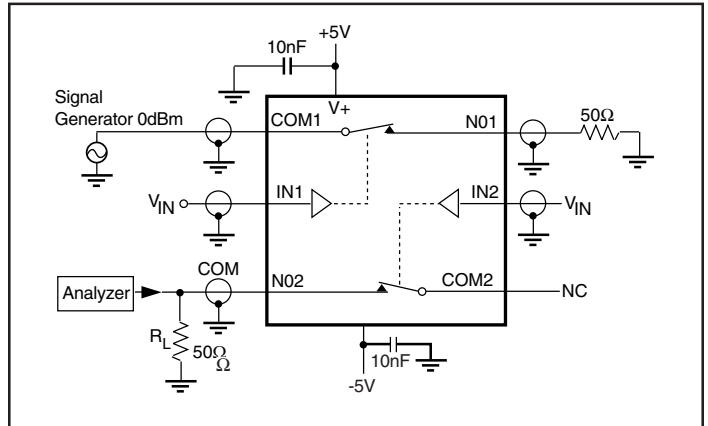 +5V
10nF
Signal
Generator 0dBm
V+
COM1
N01
50Ω
VIN
IN1
IN2
VIN
COM
N02
COM2
NC
Analyzer
RL
50Ω
Ω
10nF
-5V